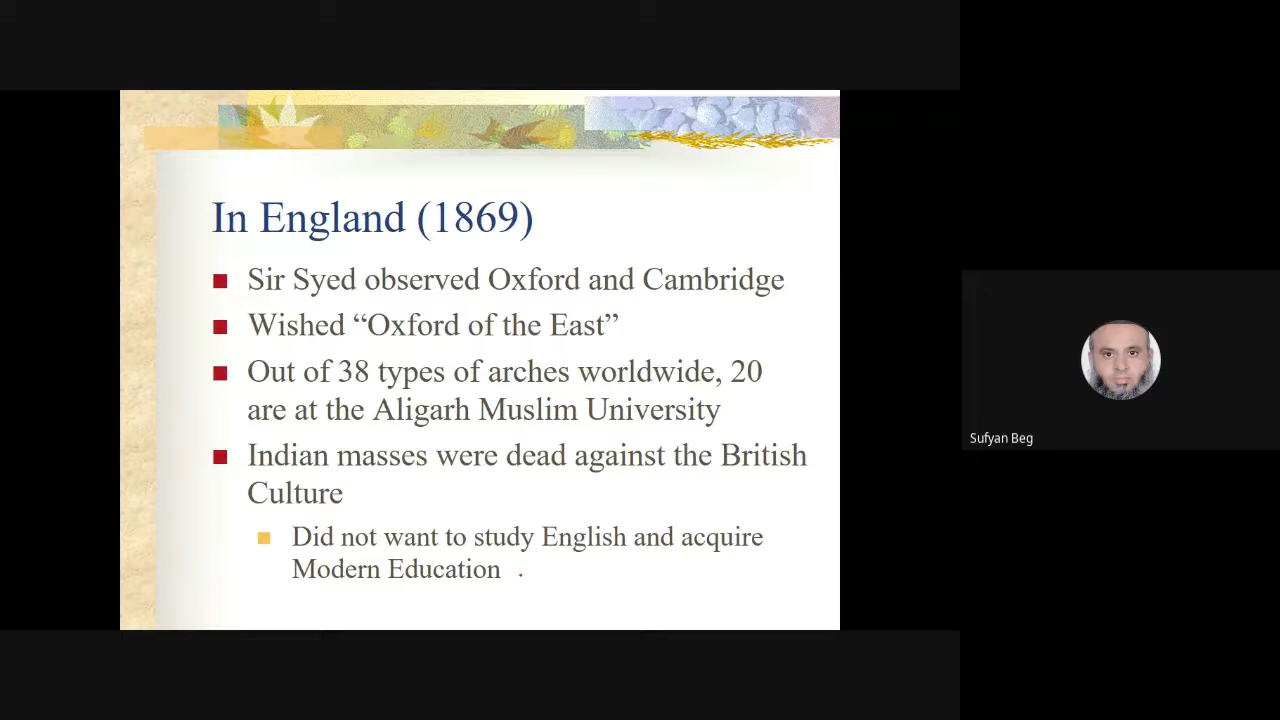 In England (1869)
Sir Syed observed Oxford and Cambridge
Wished “Oxford of the East”
Out of 38 types of arches worldwide, 20
are at the Aligarh Muslim University
Indian masses were dead against the British
Culture
Did not want to study English and acquire
Modern Education
Sufyan Beg